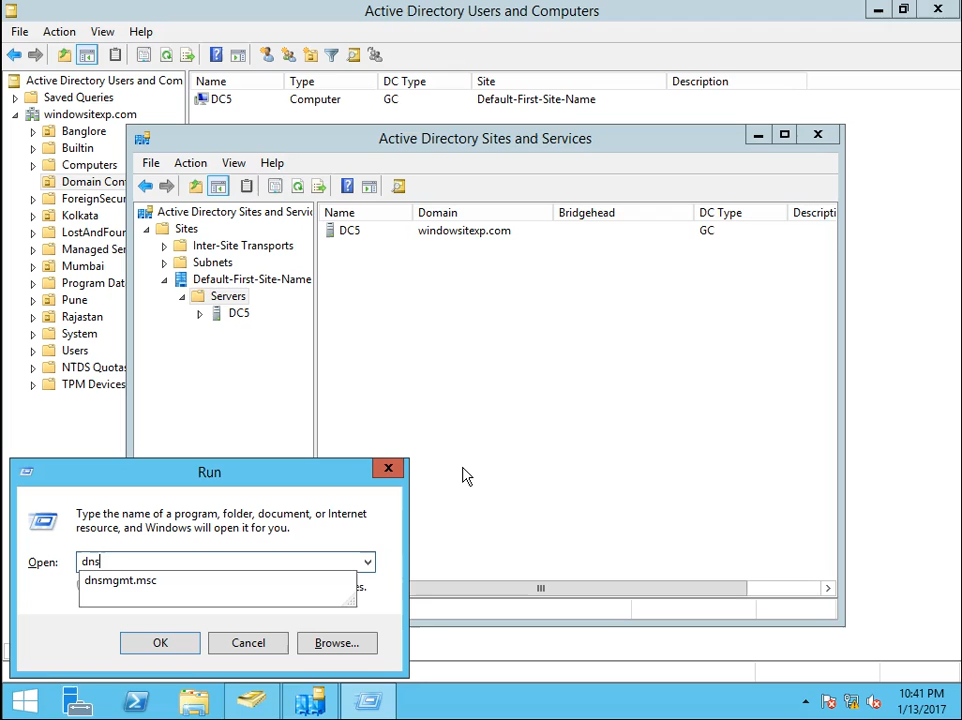 Active Directory Users and Computers
File Action View Help
Active Directory Users and Com
Saved Queries
windowsitexp.com
Banglore
Builtin
Computers
Domain Con
ForeignSecur
Kolkata
LostAndFoun
Managed Ser
Mumbai
Program Dat
Pune
Rajastan
System
Users
NTDS Quotas
TPM Devices
Name Type DC Type Site Description
DC5 Computer GC Default-First-Site-Name
Active Directory Sites and Services
File Action View Help
Active Directory Sites and Servic
Sites
Inter-Site Transports
Subnets
Default-First-Site-Name
Servers
DC5
Name Domain Bridgehead DC Type Descripti
DC5 windowsitexp.com GC
Run
Type the name of a program, folder, document, or Internet
resource, and Windows will open it for you.
Open: dns
dnsmgmt.msc
es.
OK Cancel Browse...
10:41 PM
1/13/2017